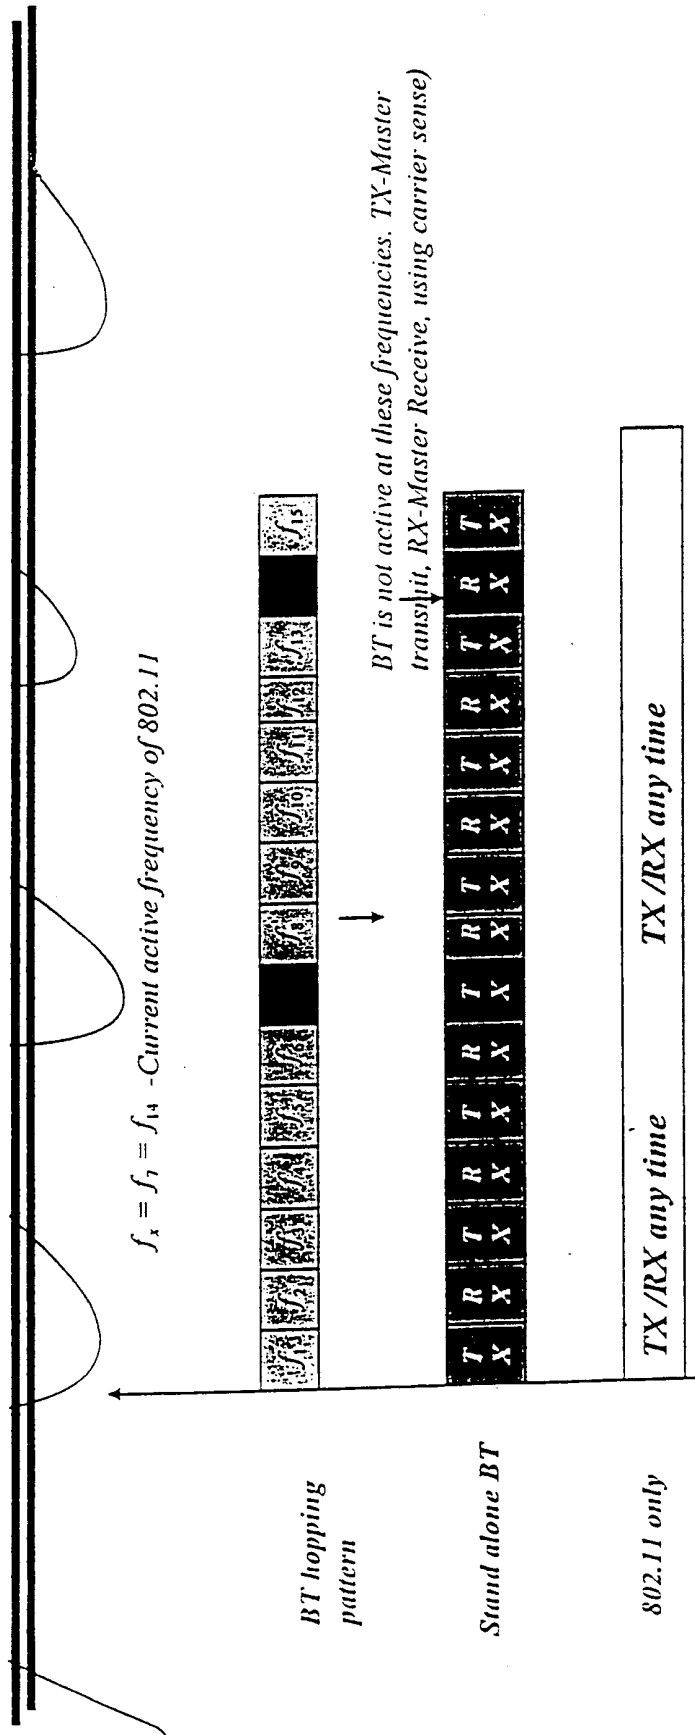 f_x = f_7 = f_14 - Current active frequency of 802.11
BT hopping
pattern
f_1 f_2 f_3 f_4 f_5 f_6 f_8 f_9 f_10 f_11 f_12 f_13 f_15
BT is not active at these frequencies. TX-Master
transmit, RX-Master Receive, using carrier sense)
Stand alone BT
T R T R T R T R T R T R T R T
X X X X X X X X X X X X X X X
802.11 only
TX/RX any time TX/RX any time